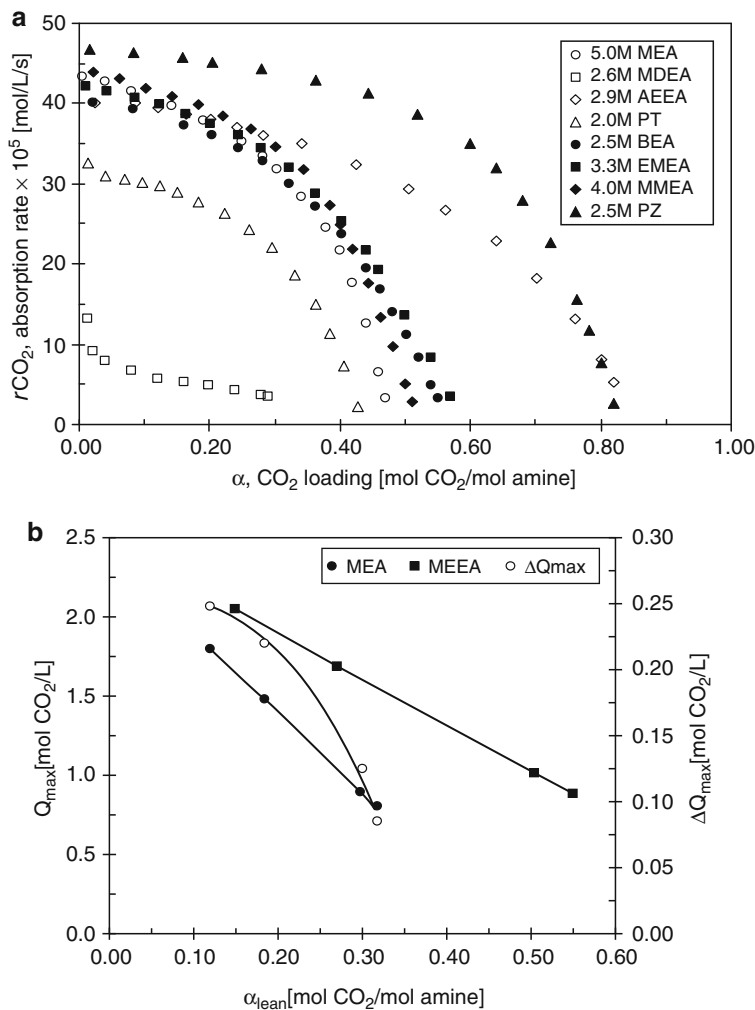 a
50
40
30
20
10
0
rCO₂, absorption rate × 10⁵ [mol/L/s]
5.0M MEA
2.6M MDEA
2.9M AEEA
2.0M PT
2.5M BEA
3.3M EMEA
4.0M MMEA
2.5M PZ
0.00 0.20 0.40 0.60 0.80 1.00
α, CO₂ loading [mol CO₂/mol amine]
b
2.5
2.0
1.5
1.0
0.5
0.0
Qmax[mol CO₂/L]
MEA MEEA ΔQmax
0.30
0.25
0.20
0.15
0.10
0.05
0.00
ΔQmax[mol CO₂/L]
0.00 0.10 0.20 0.30 0.40 0.50 0.60
αlean[mol CO₂/mol amine]